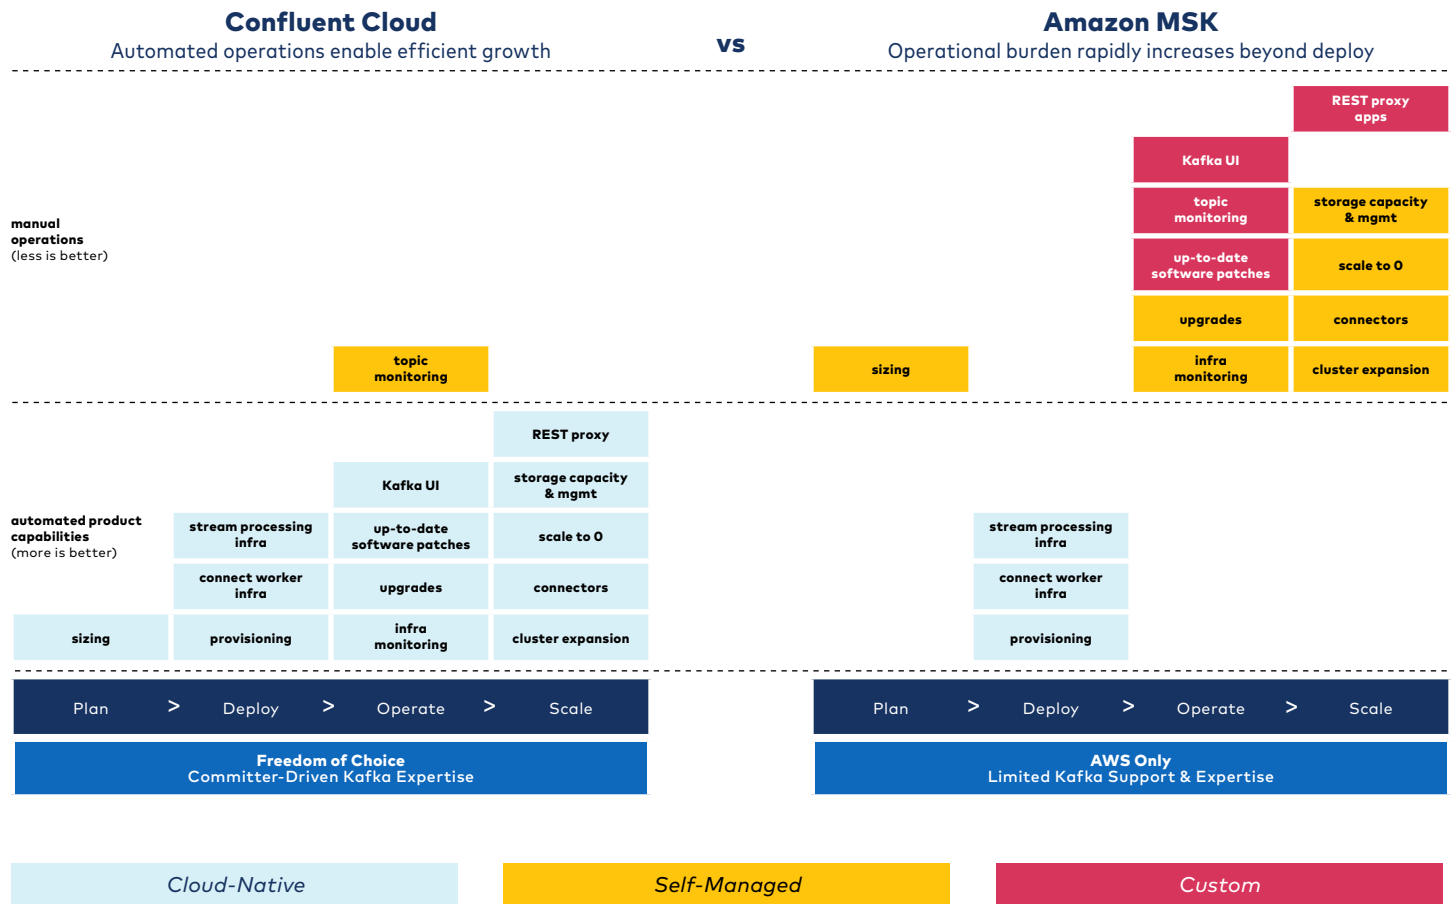 Confluent Cloud
Automated operations enable efficient growth
vs
Amazon MSK
Operational burden rapidly increases beyond deploy
manual
operations
(less is better)
topic
monitoring
sizing
Kafka UI
topic
monitoring
up-to-date
software patches
upgrades
infra
monitoring
REST proxy
apps
storage capacity
& mgmt
scale to 0
connectors
cluster expansion
automated product
capabilities
(more is better)
sizing
stream processing
infra
connect worker
infra
provisioning
Kafka UI
up-to-date
software patches
upgrades
infra
monitoring
REST proxy
storage capacity
& mgmt
scale to 0
connectors
cluster expansion
stream processing
infra
connect worker
infra
provisioning
Plan > Deploy > Operate > Scale
Plan > Deploy > Operate > Scale
Freedom of Choice
Committer-Driven Kafka Expertise
AWS Only
Limited Kafka Support & Expertise
Cloud-Native
Self-Managed
Custom